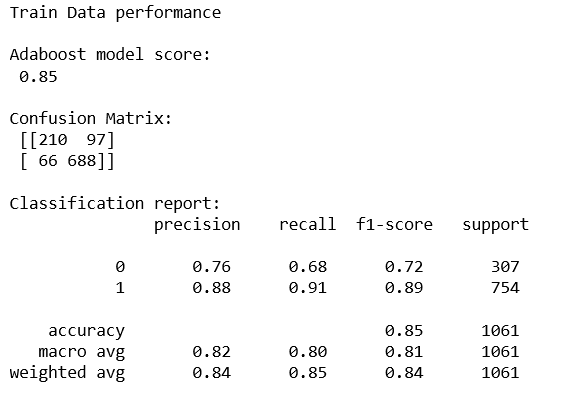 Train Data performance
Adaboost model score:
0.85
Confusion Matrix:
[[210  97]
[ 66 688]]
Classification report:
precision recall f1-score support
0 0.76 0.68 0.72 307
1 0.88 0.91 0.89 754
accuracy 0.85 1061
macro avg 0.82 0.80 0.81 1061
weighted avg 0.84 0.85 0.84 1061